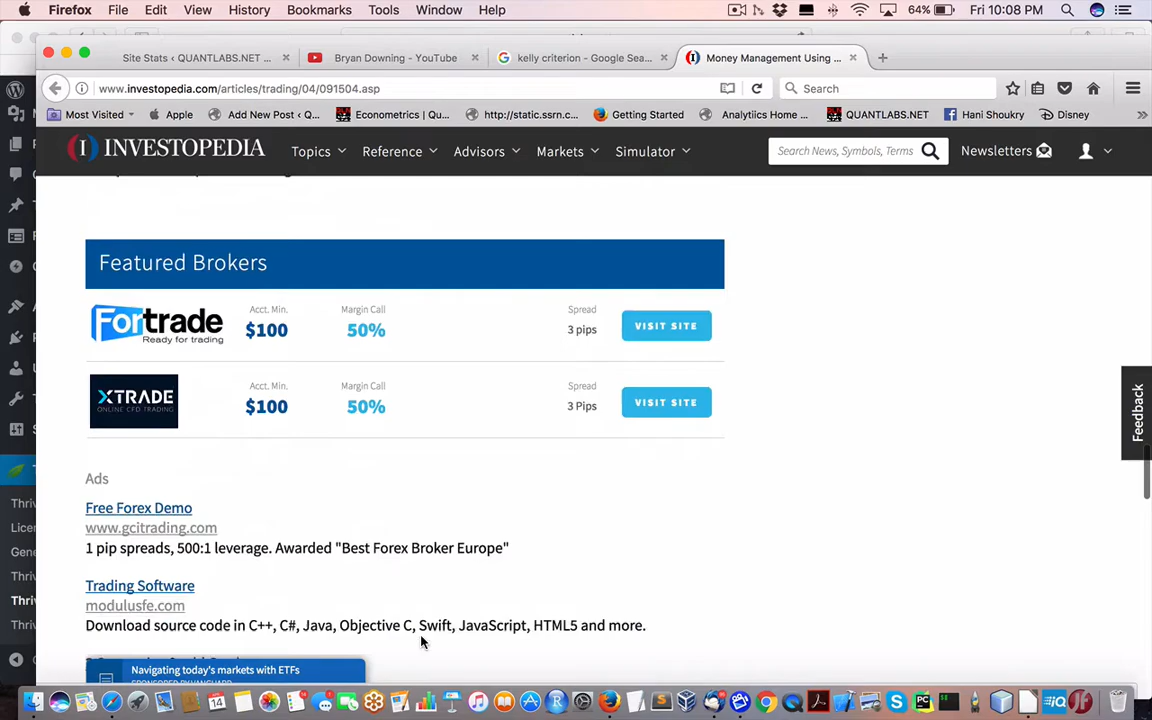 Firefox File Edit View History Bookmarks Tools Window Help 64% Fri 10:08 PM
Site Stats ‹ QUANTLABS.NET ... × Bryan Downing - YouTube × kelly criterion - Google Sea... × Money Management Using ... ×
www.investopedia.com/articles/trading/04/091504.asp Search
Most Visited Apple Add New Post ‹ Q... Econometrics | Qu... http://static.ssrn.c... Getting Started Analytics Home ... QUANTLABS.NET Hani Shoukry Disney
INVESTOPEDIA Topics Reference Advisors Markets Simulator Search News, Symbols, Terms Newsletters
Featured Brokers
Fortrade
Ready for trading
Acct. Min. Margin Call Spread
$100 50% 3 pips VISIT SITE
XTRADE
ONLINE CFD TRADING
Acct. Min. Margin Call Spread
$100 50% 3 Pips VISIT SITE
Feedback
Ads
Free Forex Demo
www.gcitrading.com
1 pip spreads, 500:1 leverage. Awarded "Best Forex Broker Europe"
Trading Software
modulusfe.com
Download source code in C++, C#, Java, Objective C, Swift, JavaScript, HTML5 and more.
Navigating today's markets with ETFs
Thriv
Licen
Gene
Thriv
Thriv
Thriv